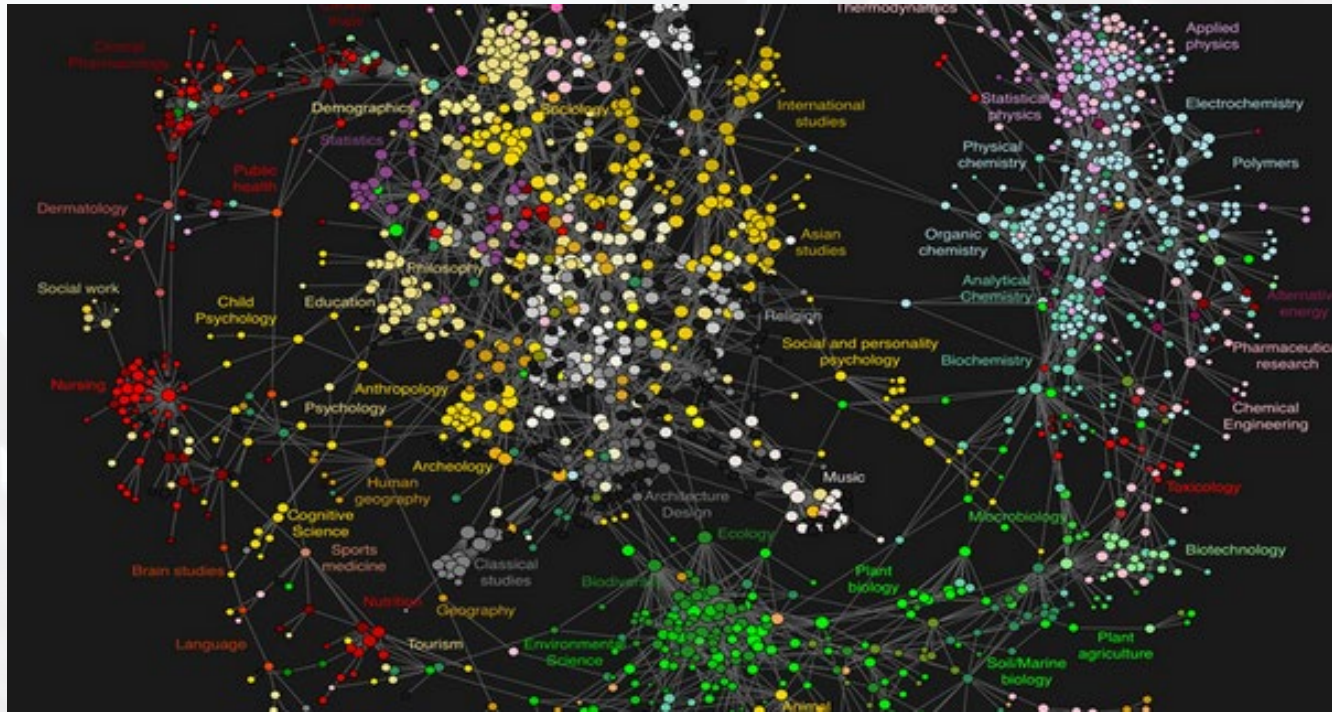 Thermodynamics
Applied
physics
Clinical
Pharmacology
Demographics
Sociology
International
studies
Statistical
physics
Electrochemistry
Statistics
Physical
chemistry
Polymers
Public
health
Dermatology
Asian
studies
Organic
chemistry
Philosophy
Analytical
Chemistry
Social work
Child
Psychology
Education
Religion
Social and personality
psychology
Biochemistry
Pharmaceutical
research
Nursing
Anthropology
Psychology
Chemical
Engineering
Archeology
Human
geography
Music
Architecture
Design
Toxicology
Cognitive
Science
Ecology
Brain studies
Sports
medicine
Classical
studies
Biotechnology
Plant
biology
Nutrition
Geography
Language
Tourism
Environmental
Science
Plant
agriculture
Soil/Marine
biology
Animal